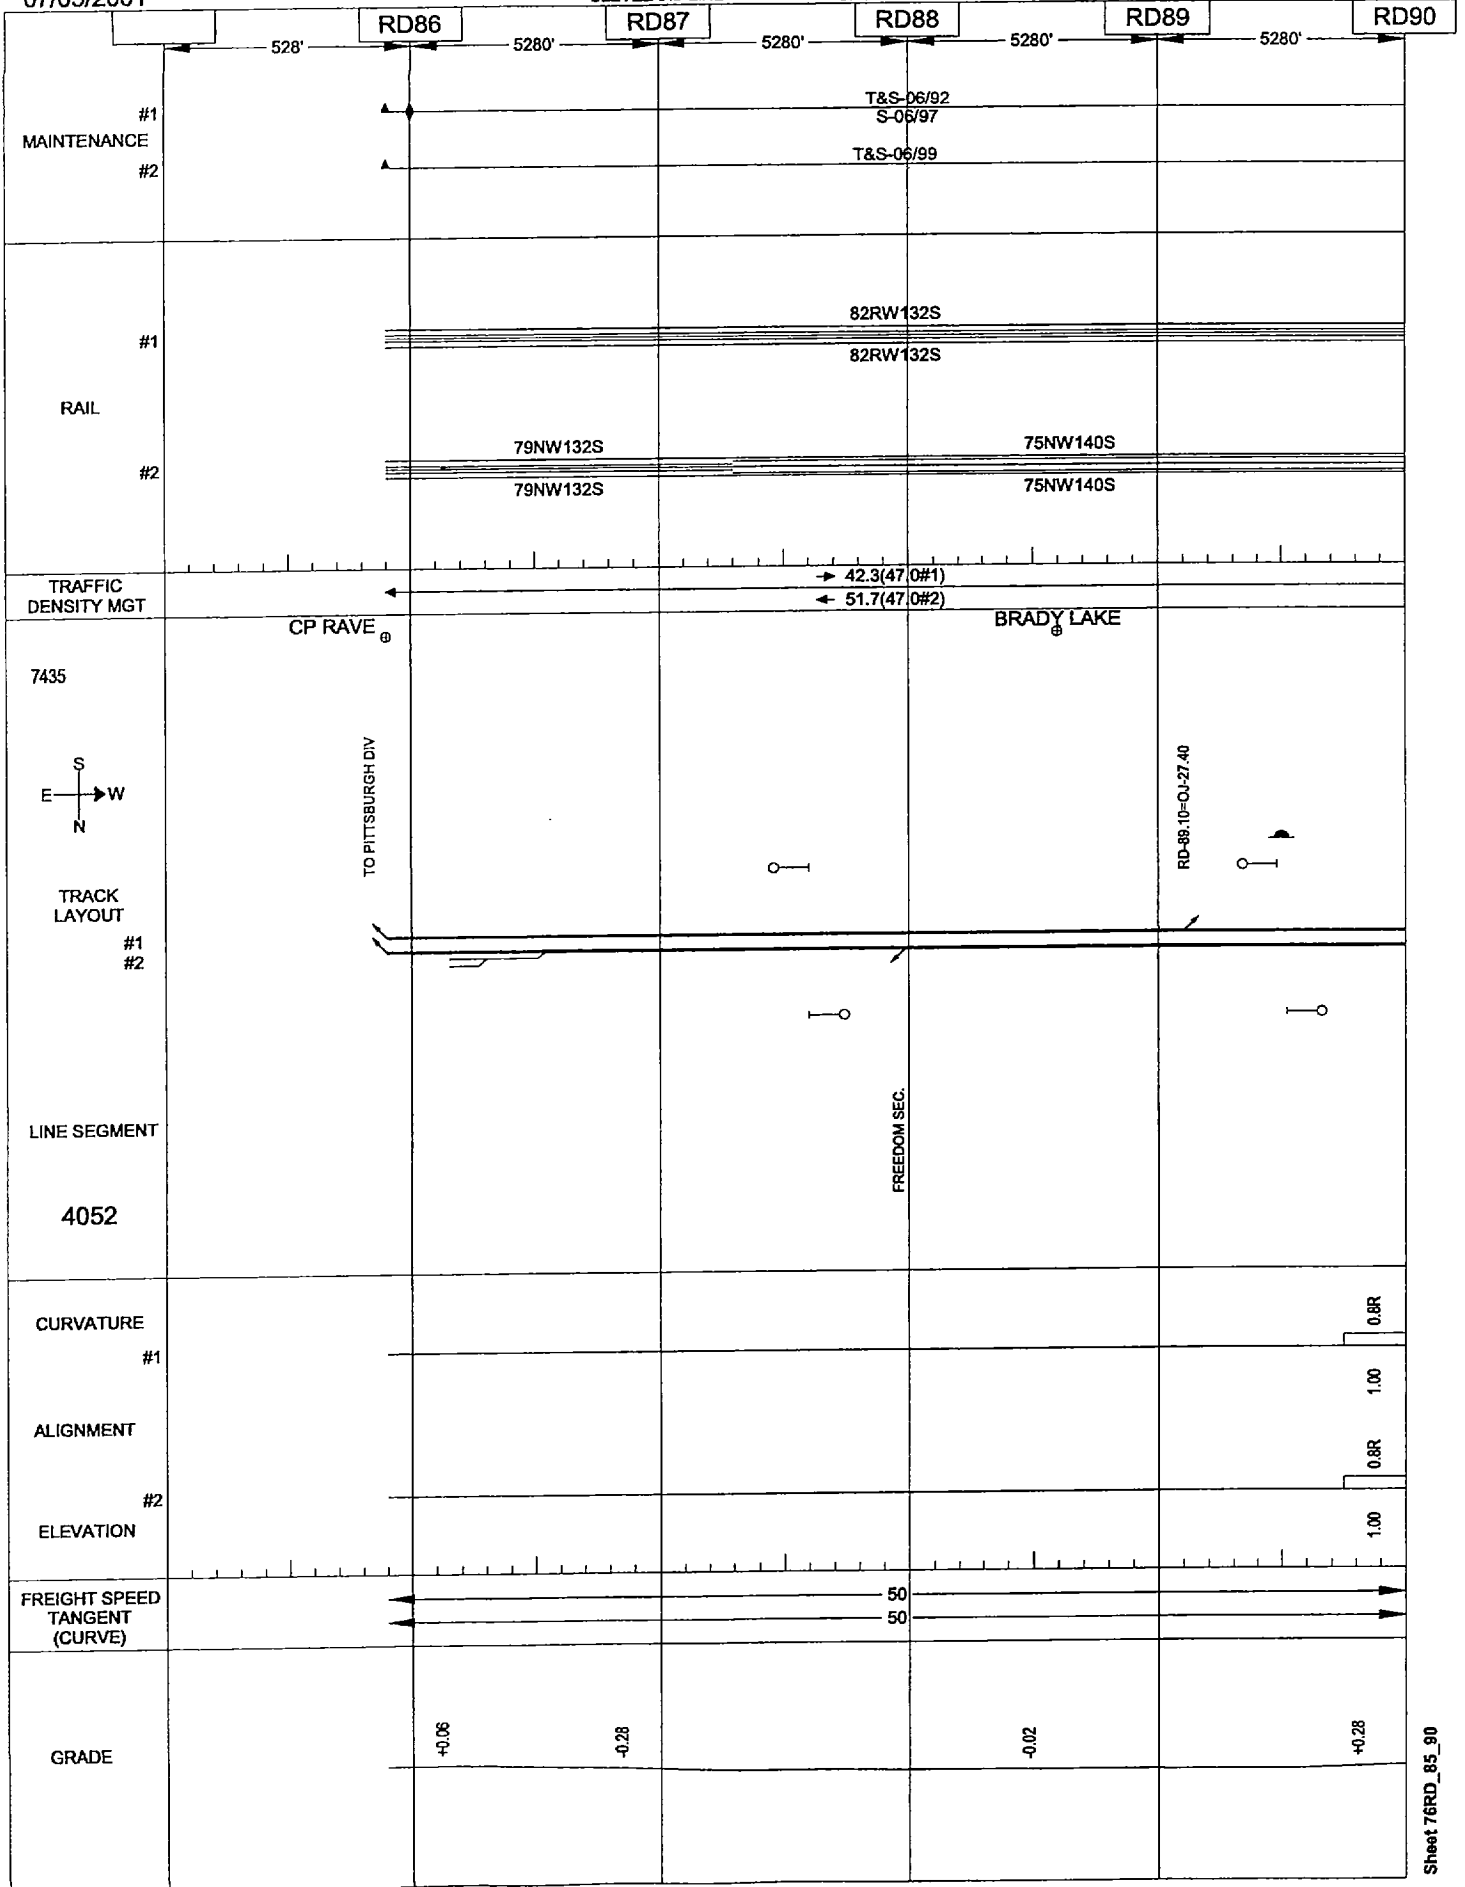 RD86 RD87 RD88 RD89 RD90
528' 5280' 5280' 5280' 5280'
T&S-06/92
#1
S-06/97
MAINTENANCE
T&S-06/99
#2
82RW132S
#1
82RW132S
RAIL
79NW132S 75NW140S
#2
79NW132S 75NW140S
TRAFFIC
DENSITY MGT
42.3(47.0#1)
51.7(47.0#2)
CP RAVE BRADY LAKE
7435
S
E W
N
TO PITTSBURGH DIV
RD-89.10=OJ-27.40
TRACK
LAYOUT
#1
#2
FREEDOM SEC.
LINE SEGMENT
4052
CURVATURE
0.8R
#1
1.00
ALIGNMENT
0.8R
#2
1.00
ELEVATION
FREIGHT SPEED
TANGENT
(CURVE)
50
50
GRADE
+0.06 -0.28 -0.02 +0.28
Sheet 76RD_85_90